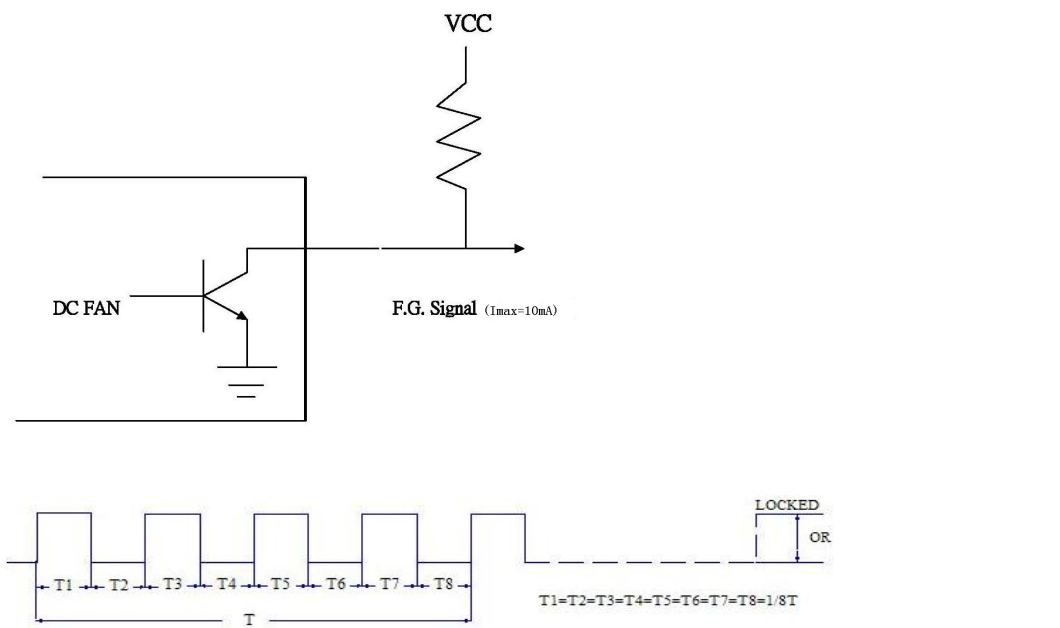 VCC
DC FAN
F.G. Signal (Imax=10mA)
LOCKED
OR
T1 T2 T3 T4 T5 T6 T7 T8
T1=T2=T3=T4=T5=T6=T7=T8=1/8T
T